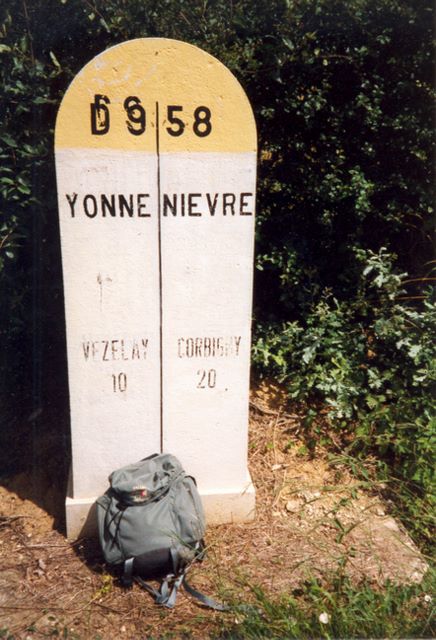 D 958
YONNE NIEVRE
VEZELAY CORBIGNY
10 20